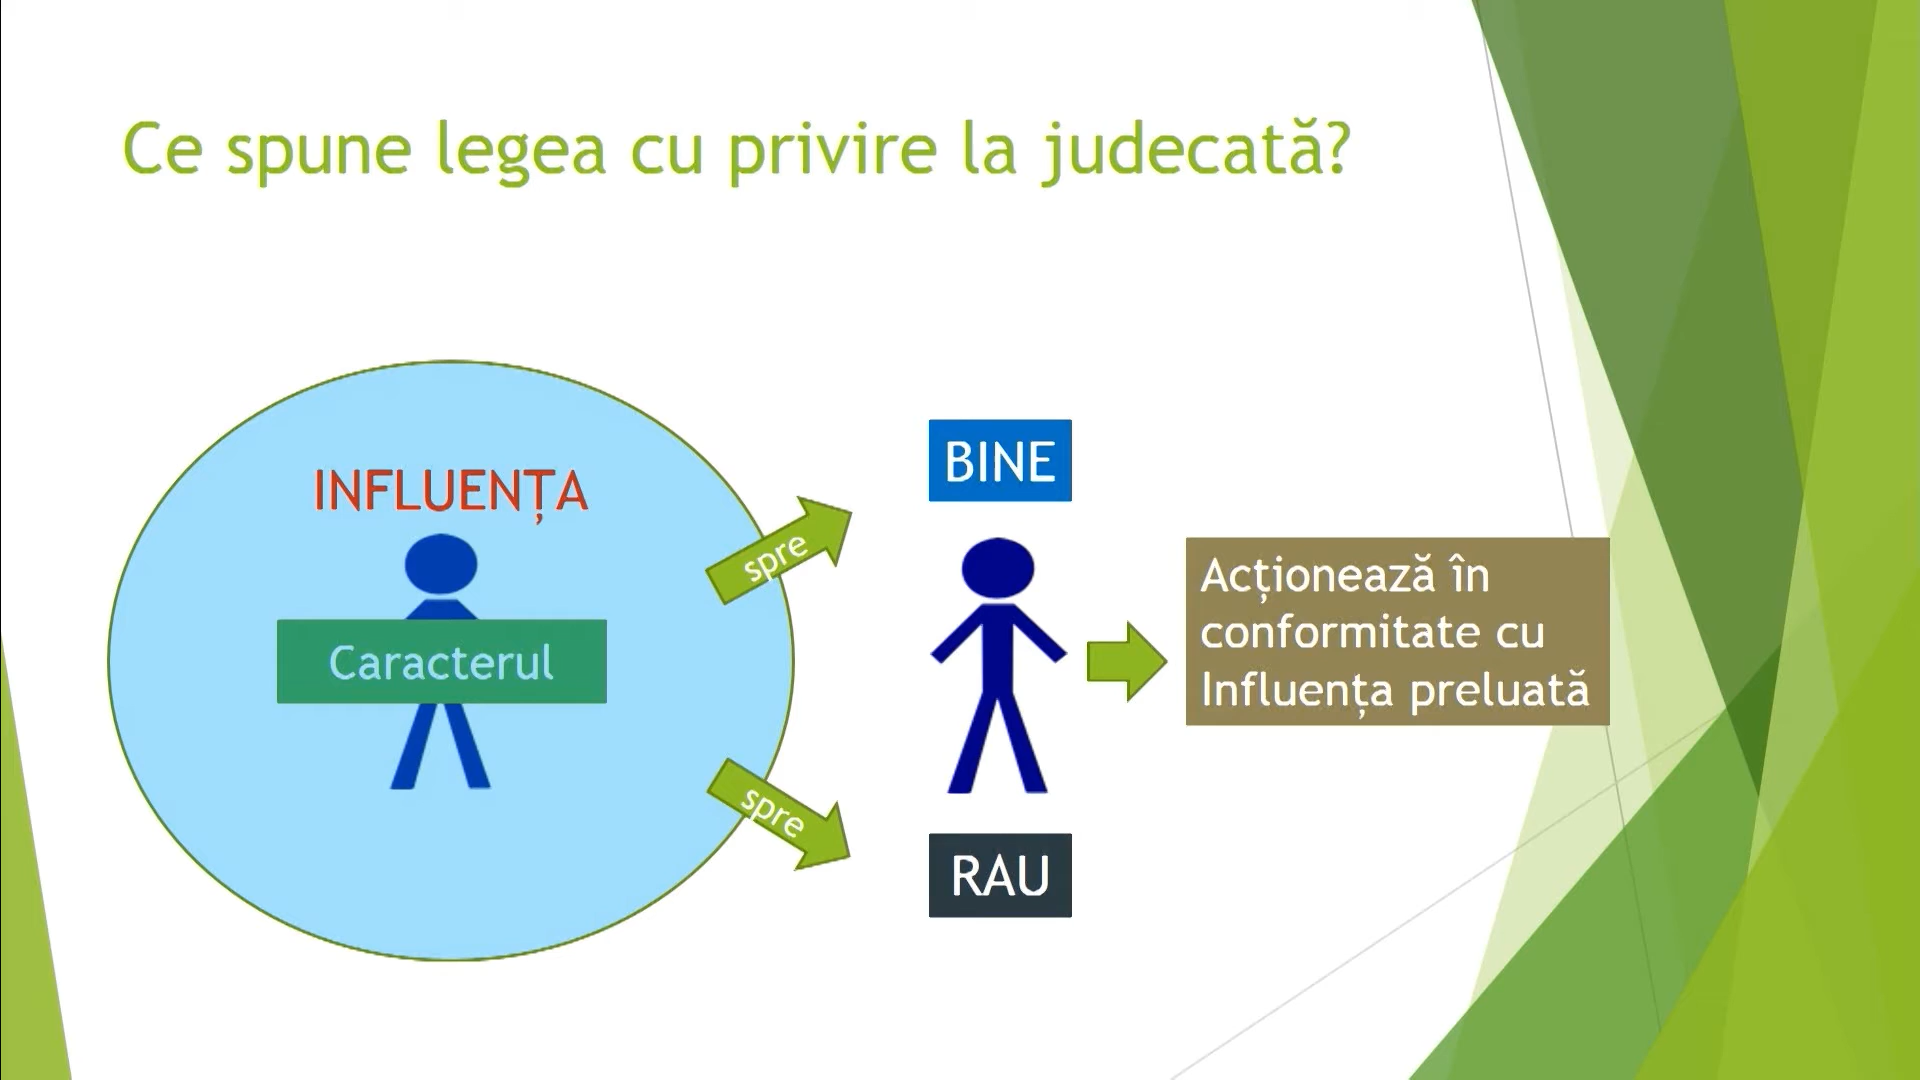 Ce spune legea cu privire la judecată?
INFLUENȚA
Caracterul
spre
spre
BINE
RAU
Acționează în
conformitate cu
Influența preluată